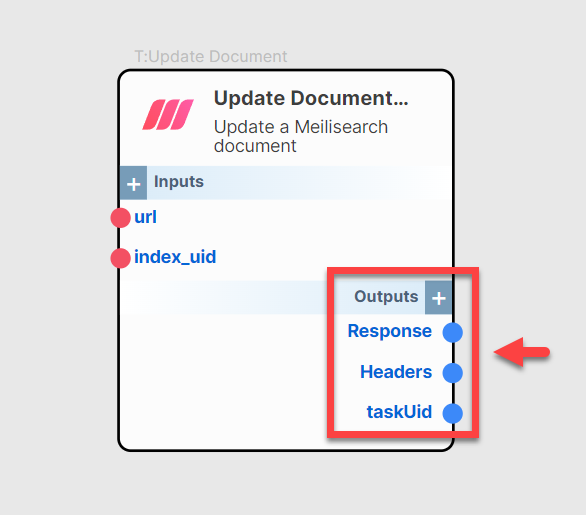 T:Update Document
Update Document...
Update a Meilisearch
document
+ Inputs
url
index_uid
Outputs +
Response
Headers
taskUid